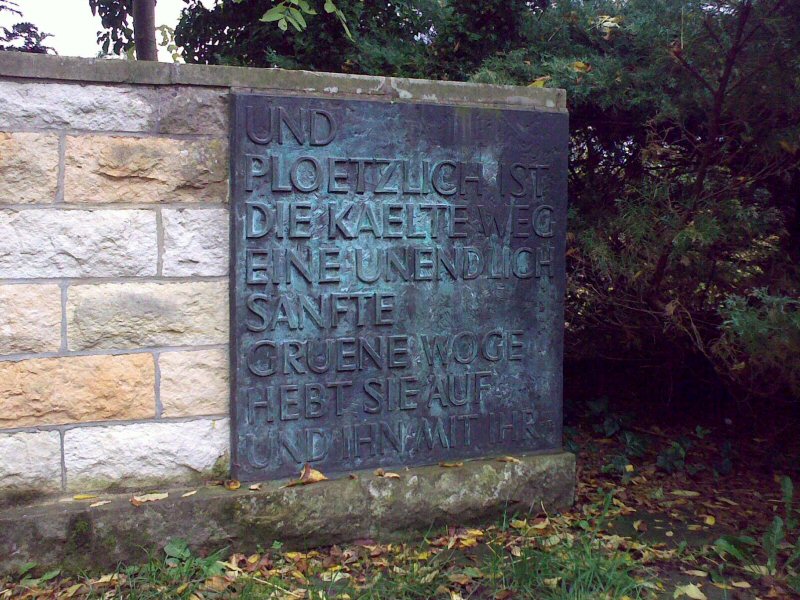 UND
PLOETZLICH IST
DIE KAELTE WEG
EINE UNENDLICH
SANFTE
GRUENE WOGE
HEBT SIE AUF
UND IHN MIT IHR